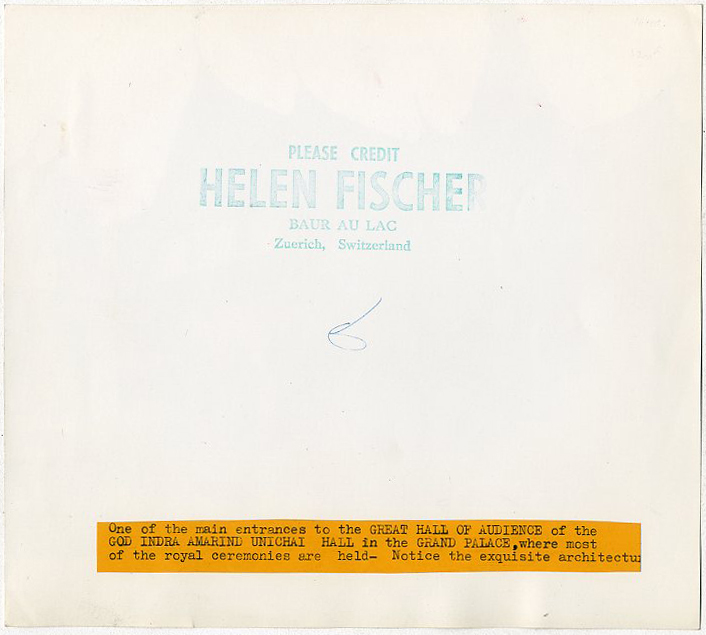 PLEASE CREDIT
HELEN FISCHER
BAUR AU LAC
Zuerich, Switzerland
One of the main entrances to the GREAT HALL OF AUDIENCE of the
GOD INDRA AMARIND UNICHAI HALL in the GRAND PALACE,where most
of the royal ceremonies are held- Notice the exquisite architectu